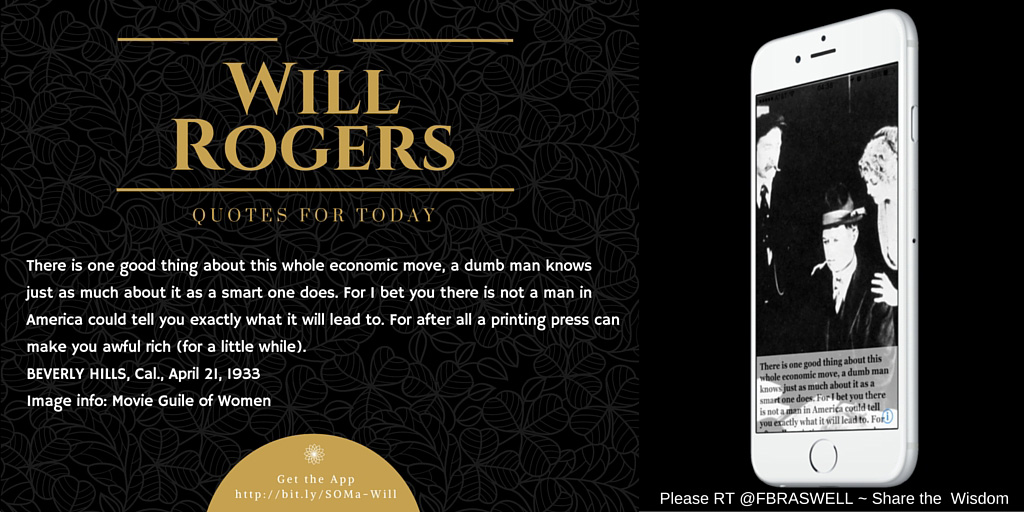 WILL
ROGERS
QUOTES FOR TODAY
There is one good thing about this whole economic move, a dumb man knows
just as much about it as a smart one does. For I bet you there is not a man in
America could tell you exactly what it will lead to. For after all a printing press can
make you awful rich (for a little while).
BEVERLY HILLS, Cal., April 21, 1933
Image info: Movie Guile of Women
Get the App
http://bit.ly/SOMa-Will
There is one good thing about this
whole economic move, a dumb man
knows just as much about it as a
smart one does. For I bet you there
is not a man in America could tell
you exactly what it will lead to. For
Please RT @FBRASWELL ~ Share the Wisdom